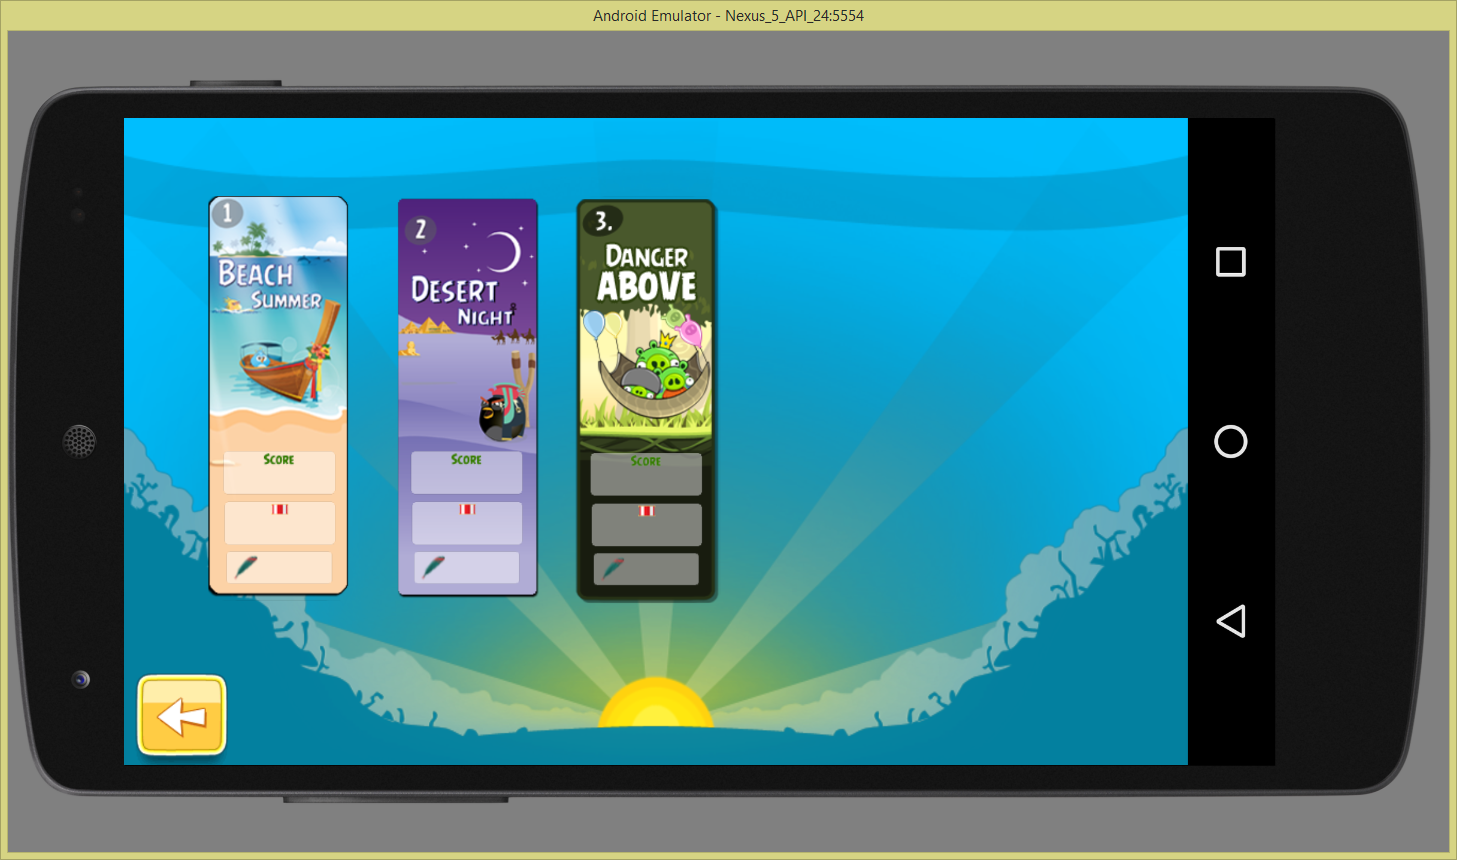 Android Emulator - Nexus_5_API_24:5554
1
BEACH
SUMMER
SCORE
2
DESERT
NIGHT
SCORE
3.
DANGER
ABOVE
SCORE